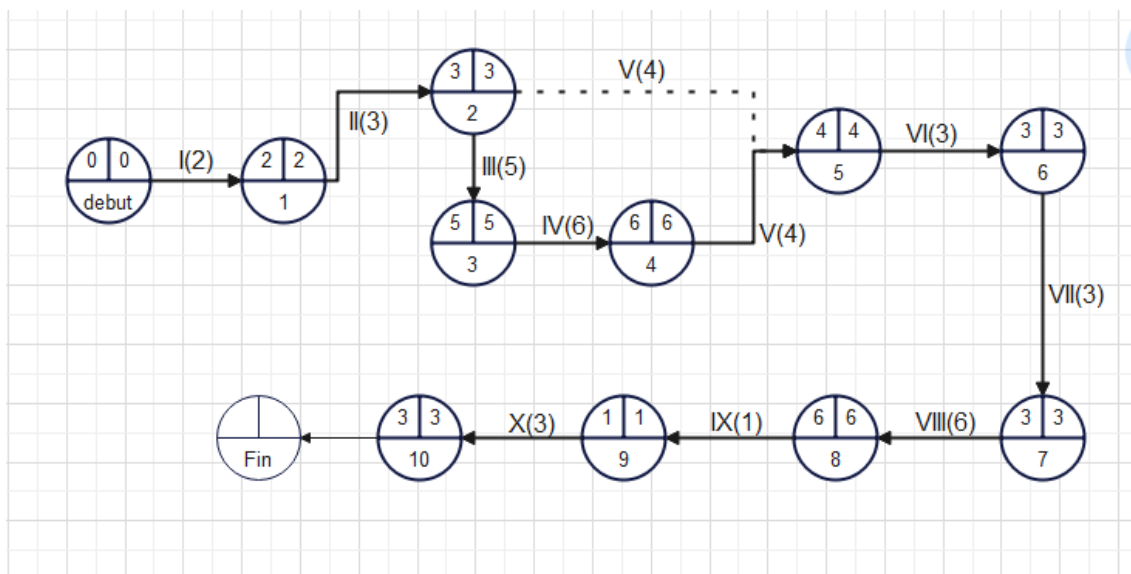 0 0
debut
I(2)
2 2
1
II(3)
3 3
2
V(4)
III(5)
5 5
3
IV(6)
6 6
4
V(4)
4 4
5
VI(3)
3 3
6
VII(3)
3 3
7
VIII(6)
6 6
8
IX(1)
1 1
9
X(3)
3 3
10
Fin